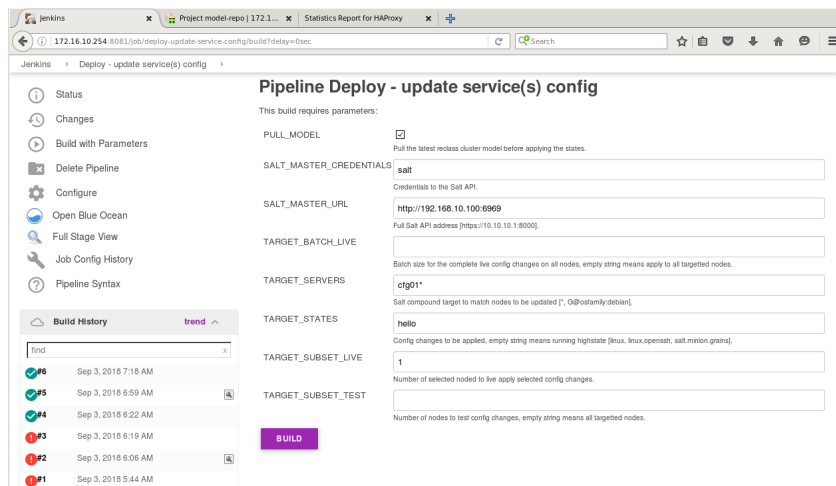 Jenkins
Project model-repo | 172.1...
Statistics Report for HAProxy
172.16.10.254:8081/job/deploy-update-service-config/build?delay=0sec
Search
Jenkins
Deploy - update service(s) config
Status
Changes
Build with Parameters
Delete Pipeline
Configure
Open Blue Ocean
Full Stage View
Job Config History
Pipeline Syntax
Build History trend
find x
#6 Sep 3, 2018 7:18 AM
#5 Sep 3, 2018 6:59 AM
#4 Sep 3, 2018 6:22 AM
#3 Sep 3, 2018 6:19 AM
#2 Sep 3, 2018 6:06 AM
#1 Sep 3, 2018 5:44 AM
Pipeline Deploy - update service(s) config
This build requires parameters:
PULL_MODEL
Pull the latest reclass cluster model before applying the states.
SALT_MASTER_CREDENTIALS salt
Credentials to the Salt API.
SALT_MASTER_URL http://192.168.10.100:6969
Full Salt API address [https://10.10.10.1:8000].
TARGET_BATCH_LIVE
Batch size for the complete live config changes on all nodes, empty string means apply to all targetted nodes.
TARGET_SERVERS cfg01*
Salt compound target to match nodes to be updated [*, G@osfamily:debian].
TARGET_STATES hello
Config changes to be applied, empty string means running highstate [linux, linux,openssh, salt.minion.grains].
TARGET_SUBSET_LIVE 1
Number of selected noded to live apply selected config changes.
TARGET_SUBSET_TEST
Number of nodes to test config changes, empty string means all targetted nodes.
BUILD